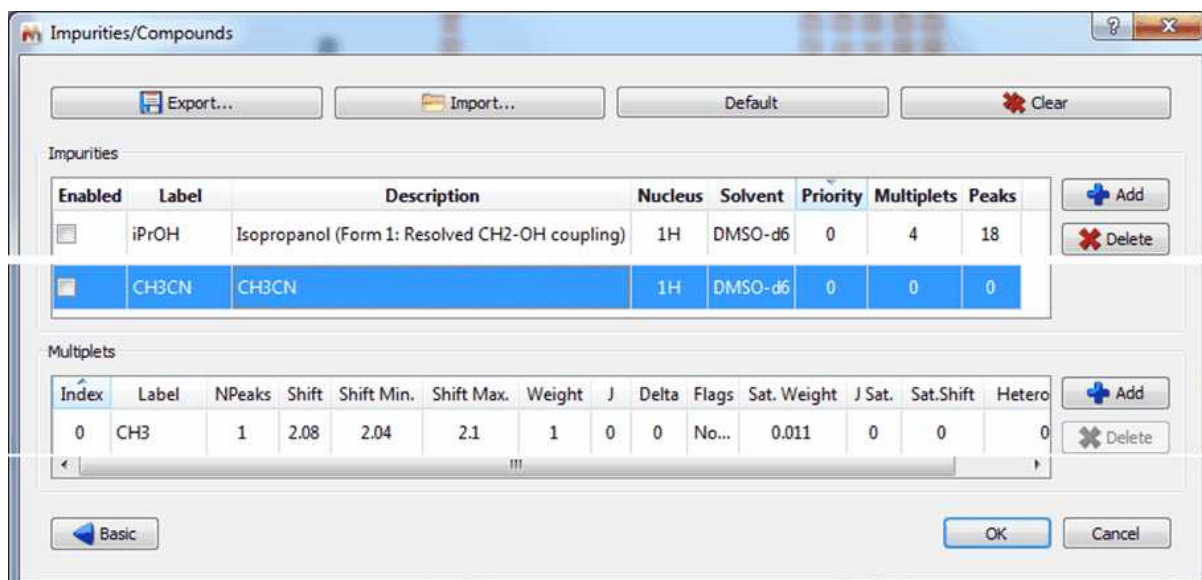 Impurities/Compounds
Export... Import... Default Clear
Impurities
Enabled Label Description Nucleus Solvent Priority Multiplets Peaks Add
iPrOH Isopropanol (Form 1: Resolved CH2-OH coupling) 1H DMSO-d6 0 4 18 Delete
CH3CN CH3CN 1H DMSO-d6 0 0 0
Multiplets
Index Label NPeaks Shift Shift Min. Shift Max. Weight J Delta Flags Sat. Weight J Sat. Sat.Shift Hetero Add
0 CH3 1 2.08 2.04 2.1 1 0 0 No... 0.011 0 0 0 Delete
Basic OK Cancel